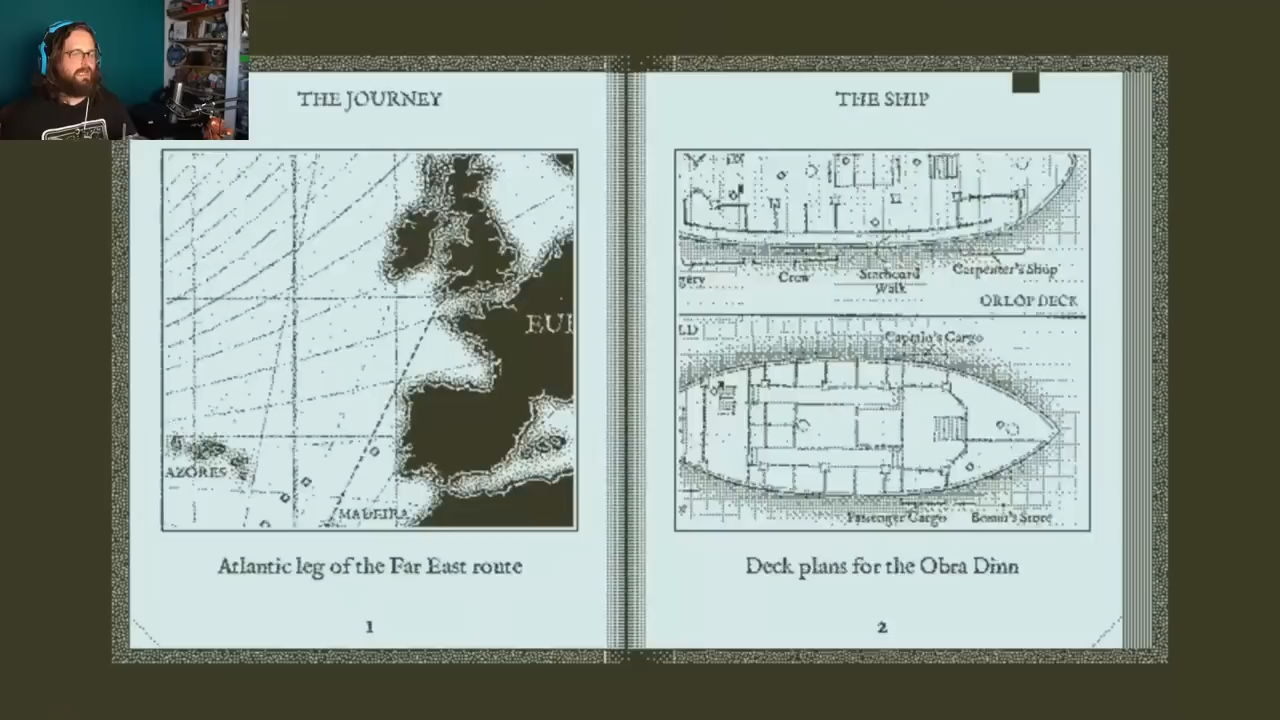 THE JOURNEY
EUR
AZORES
MADEIRA
Atlantic leg of the Far East route
1
THE SHIP
Crew
Starboard
Walk
Carpenter's Shop
ORLOP DECK
Captain's Cargo
Passenger Cargo
Bosun's Store
Deck plans for the Obra Dinn
2